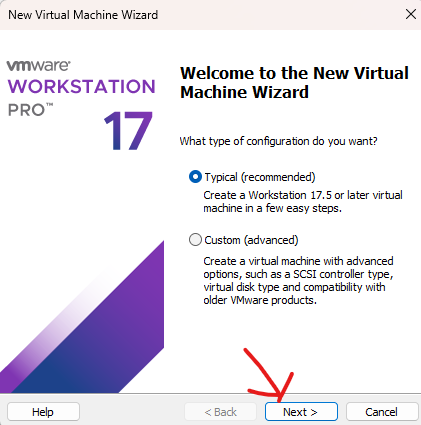 New Virtual Machine Wizard
vmware
WORKSTATION
PRO™
17
Welcome to the New Virtual
Machine Wizard
What type of configuration do you want?
Typical (recommended)
Create a Workstation 17.5 or later virtual
machine in a few easy steps.
Custom (advanced)
Create a virtual machine with advanced
options, such as a SCSI controller type,
virtual disk type and compatibility with
older VMware products.
Help
< Back
Next >
Cancel